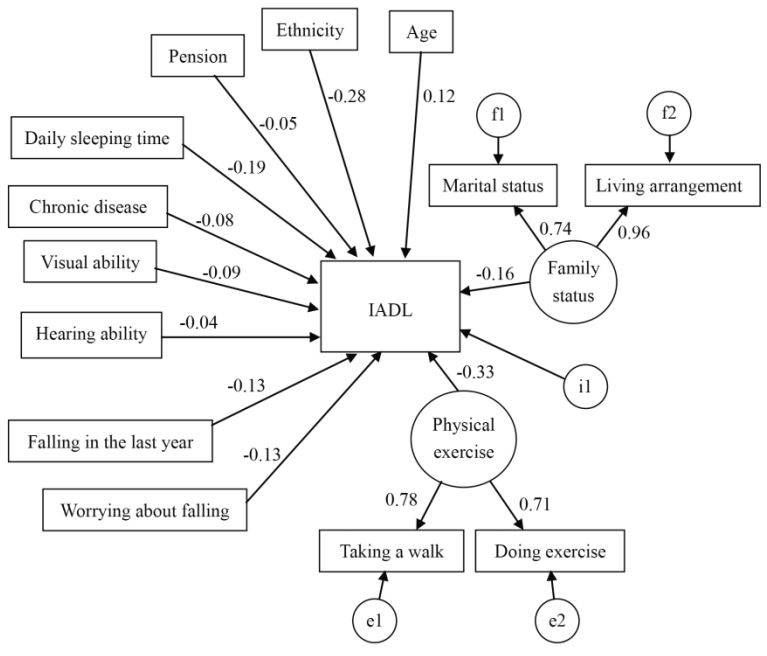 Ethnicity
Age
Pension
-0.28
0.12
f1
f2
-0.05
Daily sleeping time
-0.19
Marital status
Living arrangement
Chronic disease
-0.08
0.74
0.96
Visual ability
-0.09
-0.16
Family
status
IADL
Hearing ability
-0.04
-0.33
i1
-0.13
Physical
exercise
Falling in the last year
-0.13
Worrying about falling
0.78
0.71
Taking a walk
Doing exercise
e1
e2